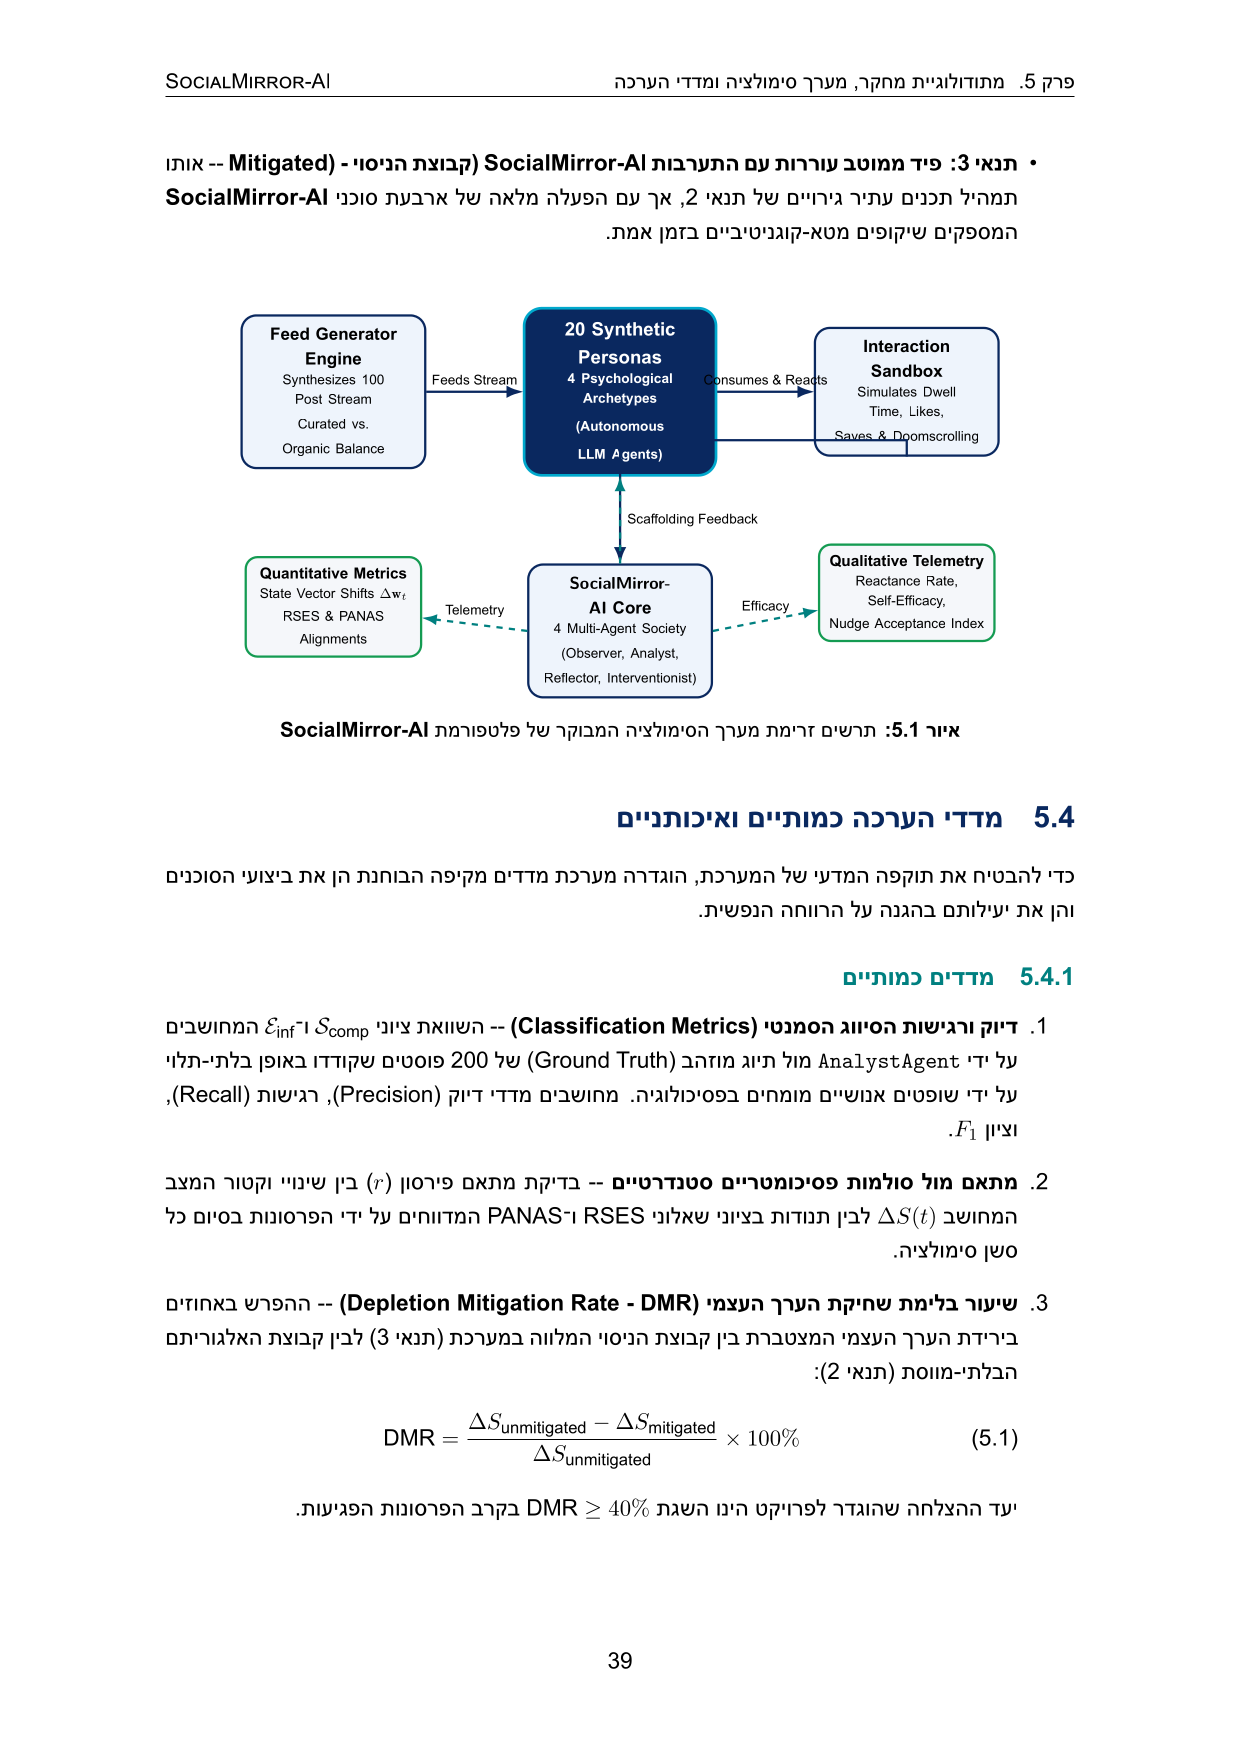 פרק 5. מתודולוגיית מחקר, מערך סימולציה ומדדי הערכה SOCIALMIRROR-AI
• תנאי 3: פיד ממוטב עוררות עם התערבות SocialMirror-AI (קבוצת הניסוי - Mitigated) -- אותו
תמהיל תכנים עתיר גירויים של תנאי 2, אך עם הפעלה מלאה של ארבעת סוכני SocialMirror-AI
המספקים שיקופים מטא-קוגניטיביים בזמן אמת.
Feed Generator
Engine
Synthesizes 100
Post Stream
Curated vs.
Organic Balance
Feeds Stream
20 Synthetic
Personas
4 Psychological
Archetypes
(Autonomous
LLM Agents)
Consumes & Reacts
Interaction
Sandbox
Simulates Dwell
Time, Likes,
Saves & Doomscrolling
Scaffolding Feedback
Quantitative Metrics
State Vector Shifts Δwₜ
RSES & PANAS
Alignments
Telemetry
SocialMirror-
AI Core
4 Multi-Agent Society
(Observer, Analyst,
Reflector, Interventionist)
Efficacy
Qualitative Telemetry
Reactance Rate,
Self-Efficacy,
Nudge Acceptance Index
איור 5.1: תרשים זרימת מערך הסימולציה המבוקר של פלטפורמת SocialMirror-AI
5.4 מדדי הערכה כמותיים ואיכותניים
כדי להבטיח את תוקפה המדעי של המערכת, הוגדרה מערכת מדדים מקיפה הבוחנת הן את ביצועי הסוכנים
והן את יעילותם בהגנה על הרווחה הנפשית.
5.4.1 מדדים כמותיים
1. דיוק ורגישות הסיווג הסמנטי (Classification Metrics) -- השוואת ציוני 𝒮comp ו־ℰinf המחושבים
על ידי AnalystAgent מול תיוג מוזהב (Ground Truth) של 200 פוסטים שקודדו באופן בלתי-תלוי
על ידי שופטים אנושיים מומחים בפסיכולוגיה. מחושבים מדדי דיוק (Precision), רגישות (Recall),
וציון F₁.
2. מתאם מול סולמות פסיכומטריים סטנדרטיים -- בדיקת מתאם פירסון (r) בין שינויי וקטור המצב
המחושב ΔS(t) לבין תנודות בציוני שאלוני RSES ו־PANAS המדווחים על ידי הפרסונות בסיום כל
סשן סימולציה.
3. שיעור בלימת שחיקת הערך העצמי (Depletion Mitigation Rate - DMR) -- ההפרש באחוזים
בירידת הערך העצמי המצטברת בין קבוצת הניסוי המלווה במערכת (תנאי 3) לבין קבוצת האלגוריתם
הבלתי-מווסת (תנאי 2):
DMR = (ΔSunmitigated − ΔSmitigated) / ΔSunmitigated × 100% (5.1)
יעד ההצלחה שהוגדר לפרויקט הינו השגת DMR ≥ 40% בקרב הפרסונות הפגיעות.
39